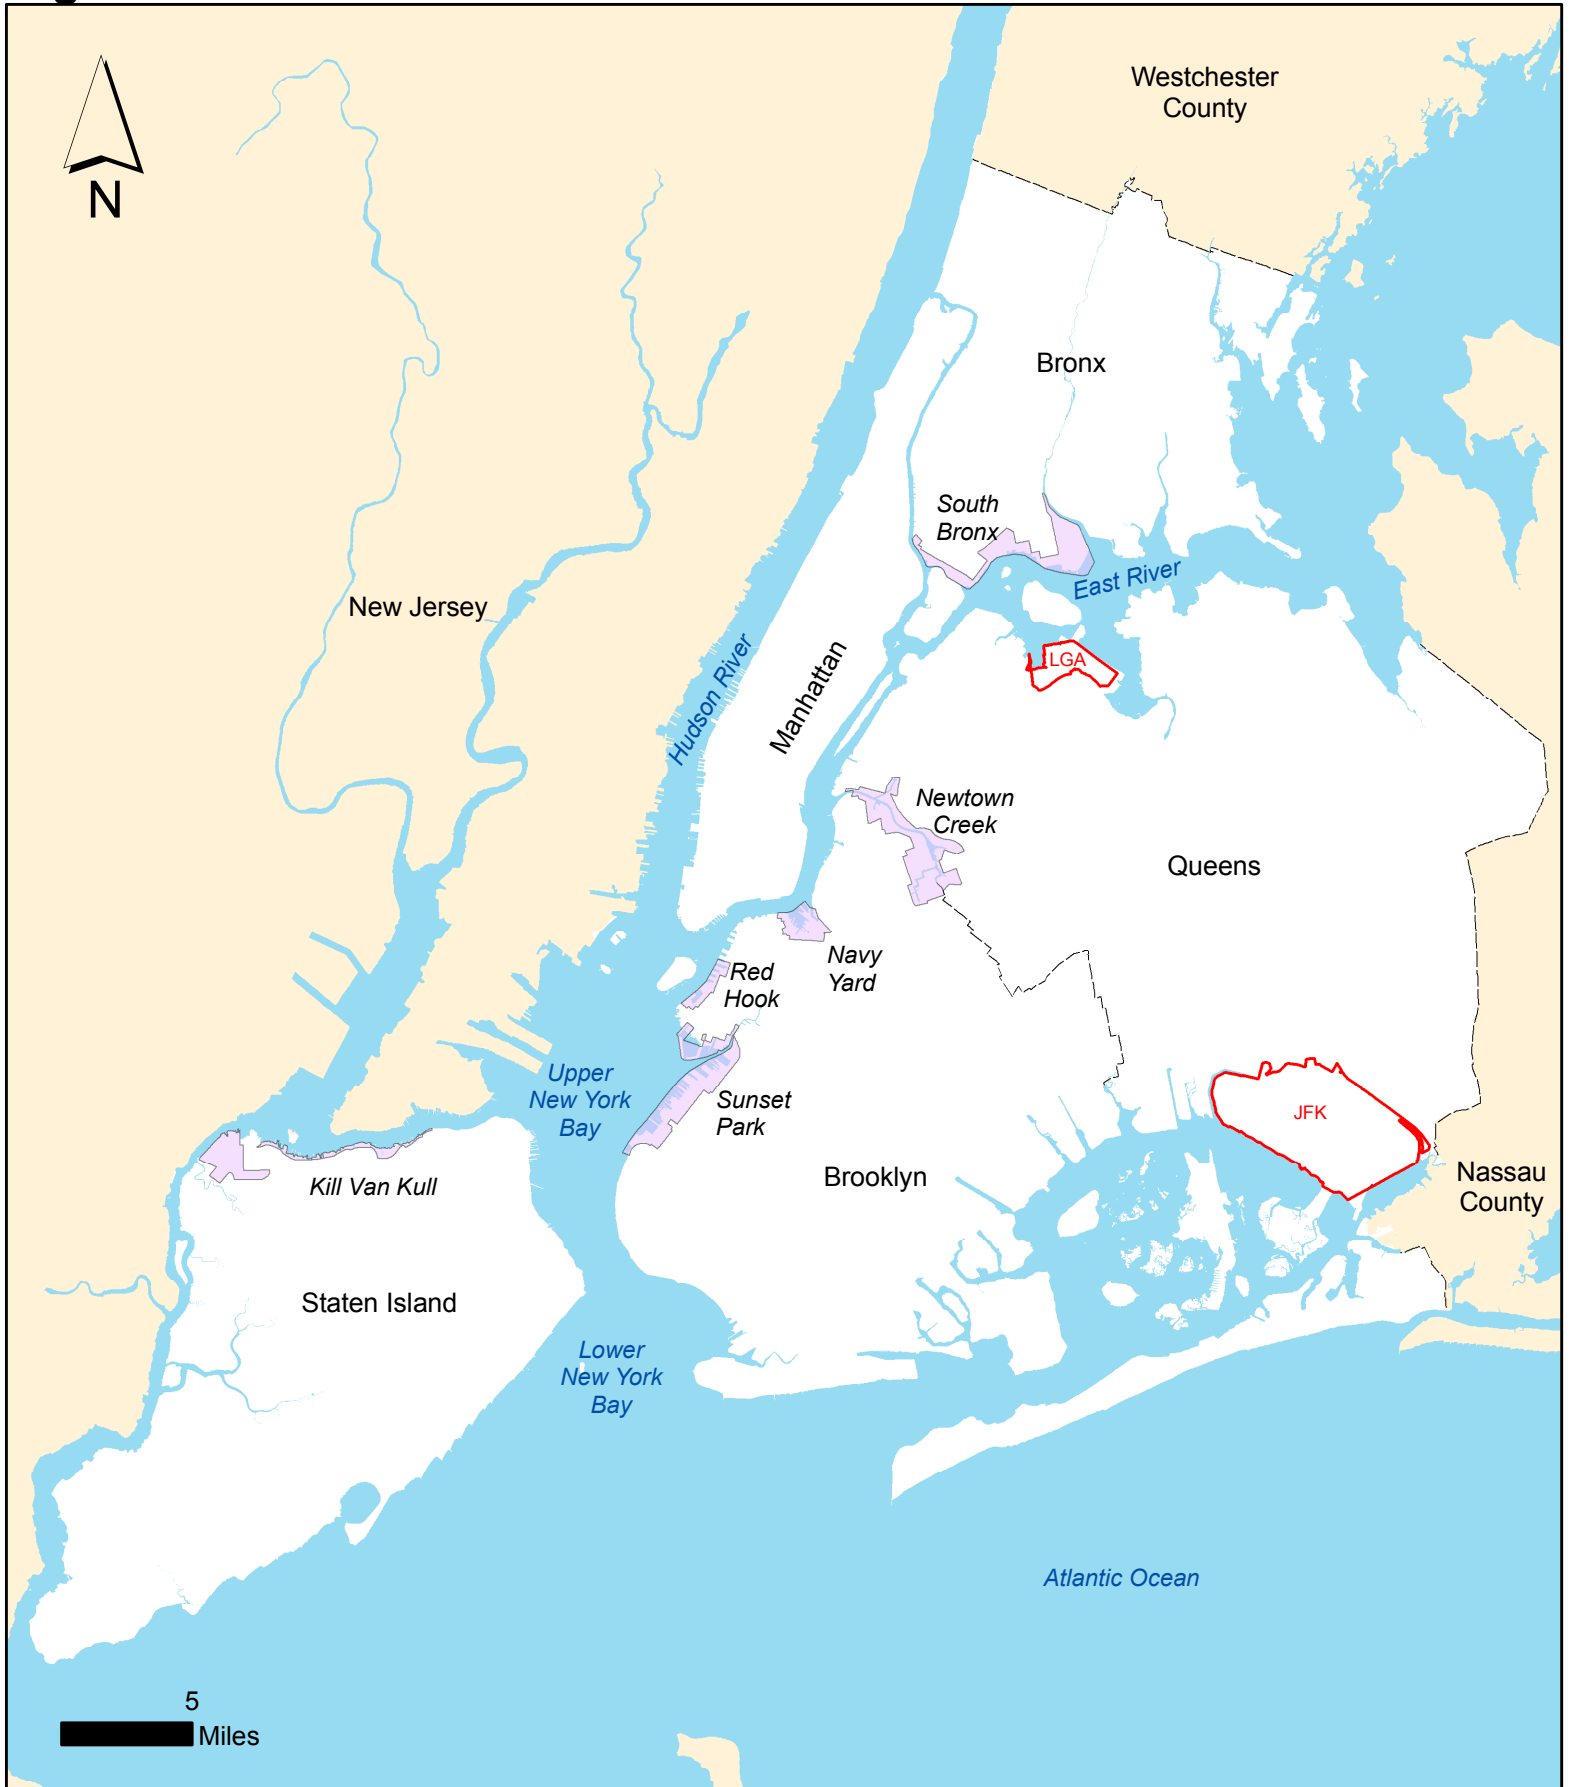 Westchester
County
N
Bronx
South
Bronx
East River
New Jersey
Hudson River
Manhattan
LGA
Newtown
Creek
Queens
Navy
Yard
Red
Hook
Upper
New York
Bay
Sunset
Park
JFK
Brooklyn
Nassau
County
Kill Van Kull
Staten Island
Lower
New York
Bay
Atlantic Ocean
5
Miles